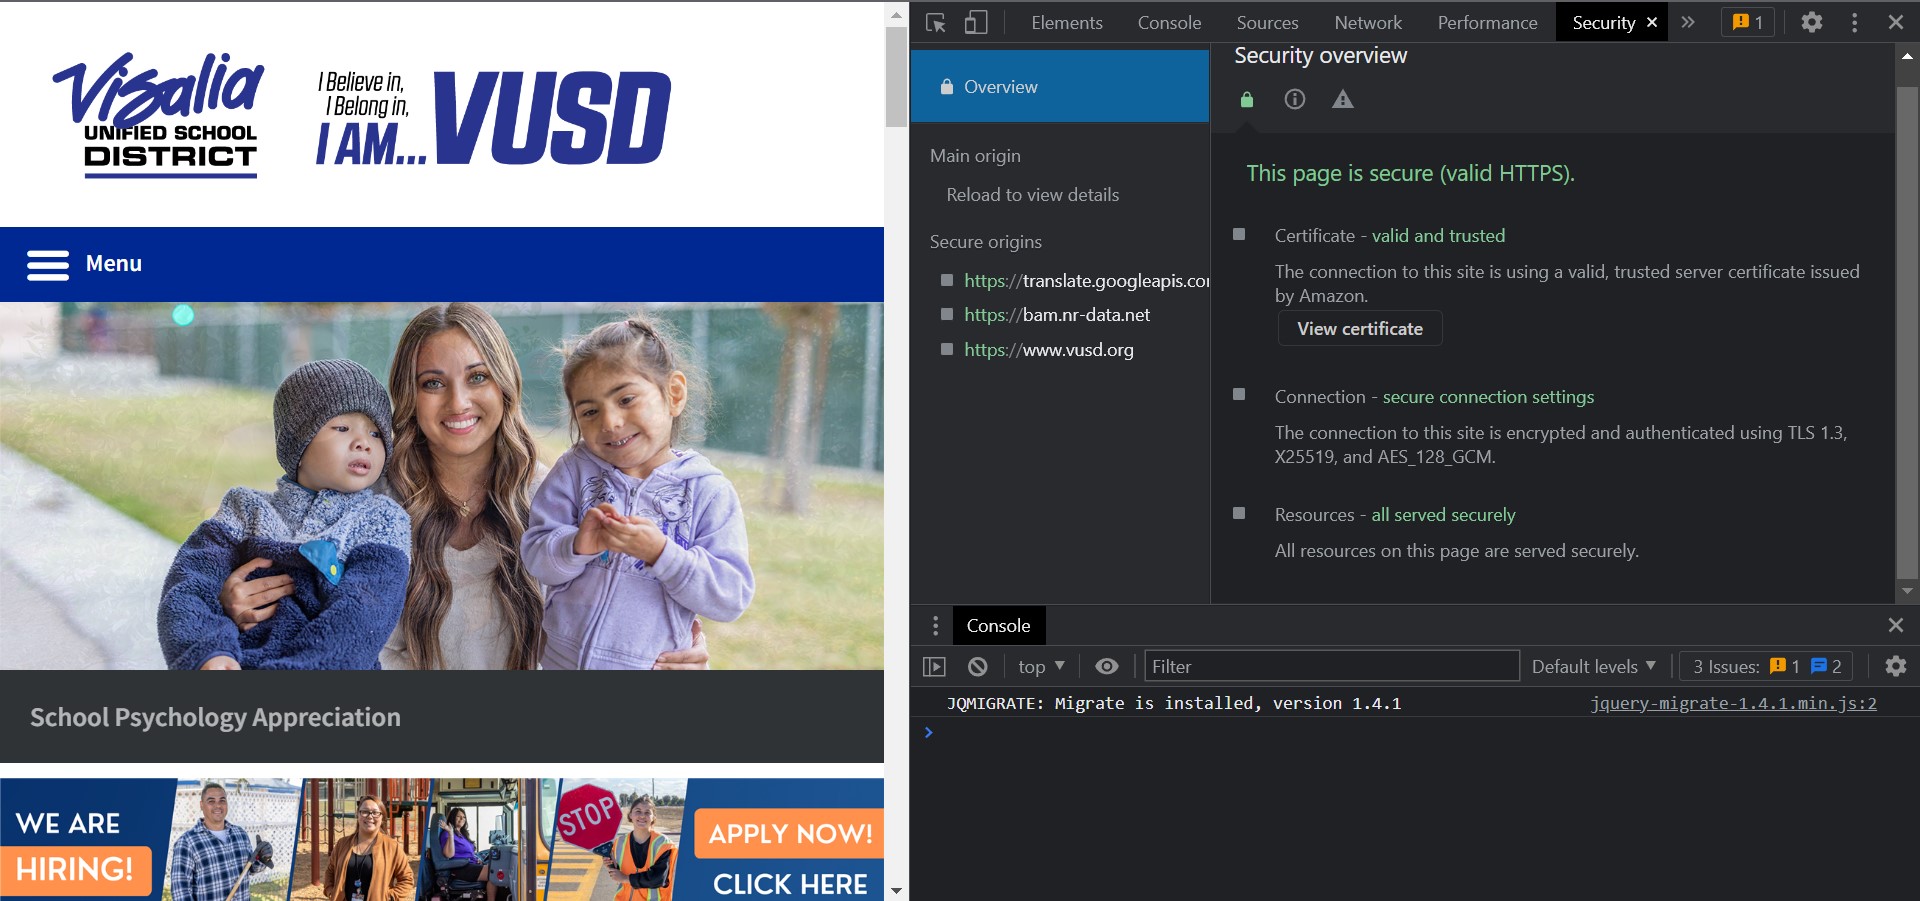 Visalia
UNIFIED SCHOOL
DISTRICT
I Believe in,
I Belong in,
I AM... VUSD
Menu
School Psychology Appreciation
WE ARE
HIRING!
STOP
APPLY NOW!
CLICK HERE
Elements Console Sources Network Performance Security × » 1
Overview
Main origin
Reload to view details
Secure origins
https://translate.googleapis.co
https://bam.nr-data.net
https://www.vusd.org
Security overview
This page is secure (valid HTTPS).
Certificate - valid and trusted
The connection to this site is using a valid, trusted server certificate issued
by Amazon.
View certificate
Connection - secure connection settings
The connection to this site is encrypted and authenticated using TLS 1.3,
X25519, and AES_128_GCM.
Resources - all served securely
All resources on this page are served securely.
Console
top Filter Default levels 3 Issues: 1 2
JQMIGRATE: Migrate is installed, version 1.4.1 jquery-migrate-1.4.1.min.js:2